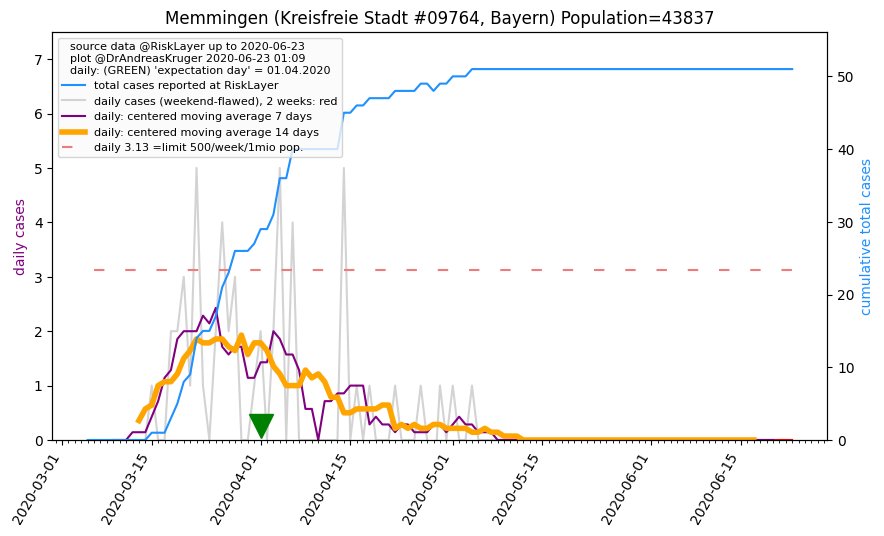 Memmingen (Kreisfreie Stadt #09764, Bayern) Population=43837
source data @RiskLayer up to 2020-06-23
plot @DrAndreasKruger 2020-06-23 01:09
daily: (GREEN) 'expectation day' = 01.04.2020
total cases reported at RiskLayer
daily cases (weekend-flawed), 2 weeks: red
daily: centered moving average 7 days
daily: centered moving average 14 days
daily 3.13 =limit 500/week/1mio pop.
daily cases
7
6
5
4
3
2
1
0
cumulative total cases
50
40
30
20
10
0
2020-03-01
2020-03-15
2020-04-01
2020-04-15
2020-05-01
2020-05-15
2020-06-01
2020-06-15